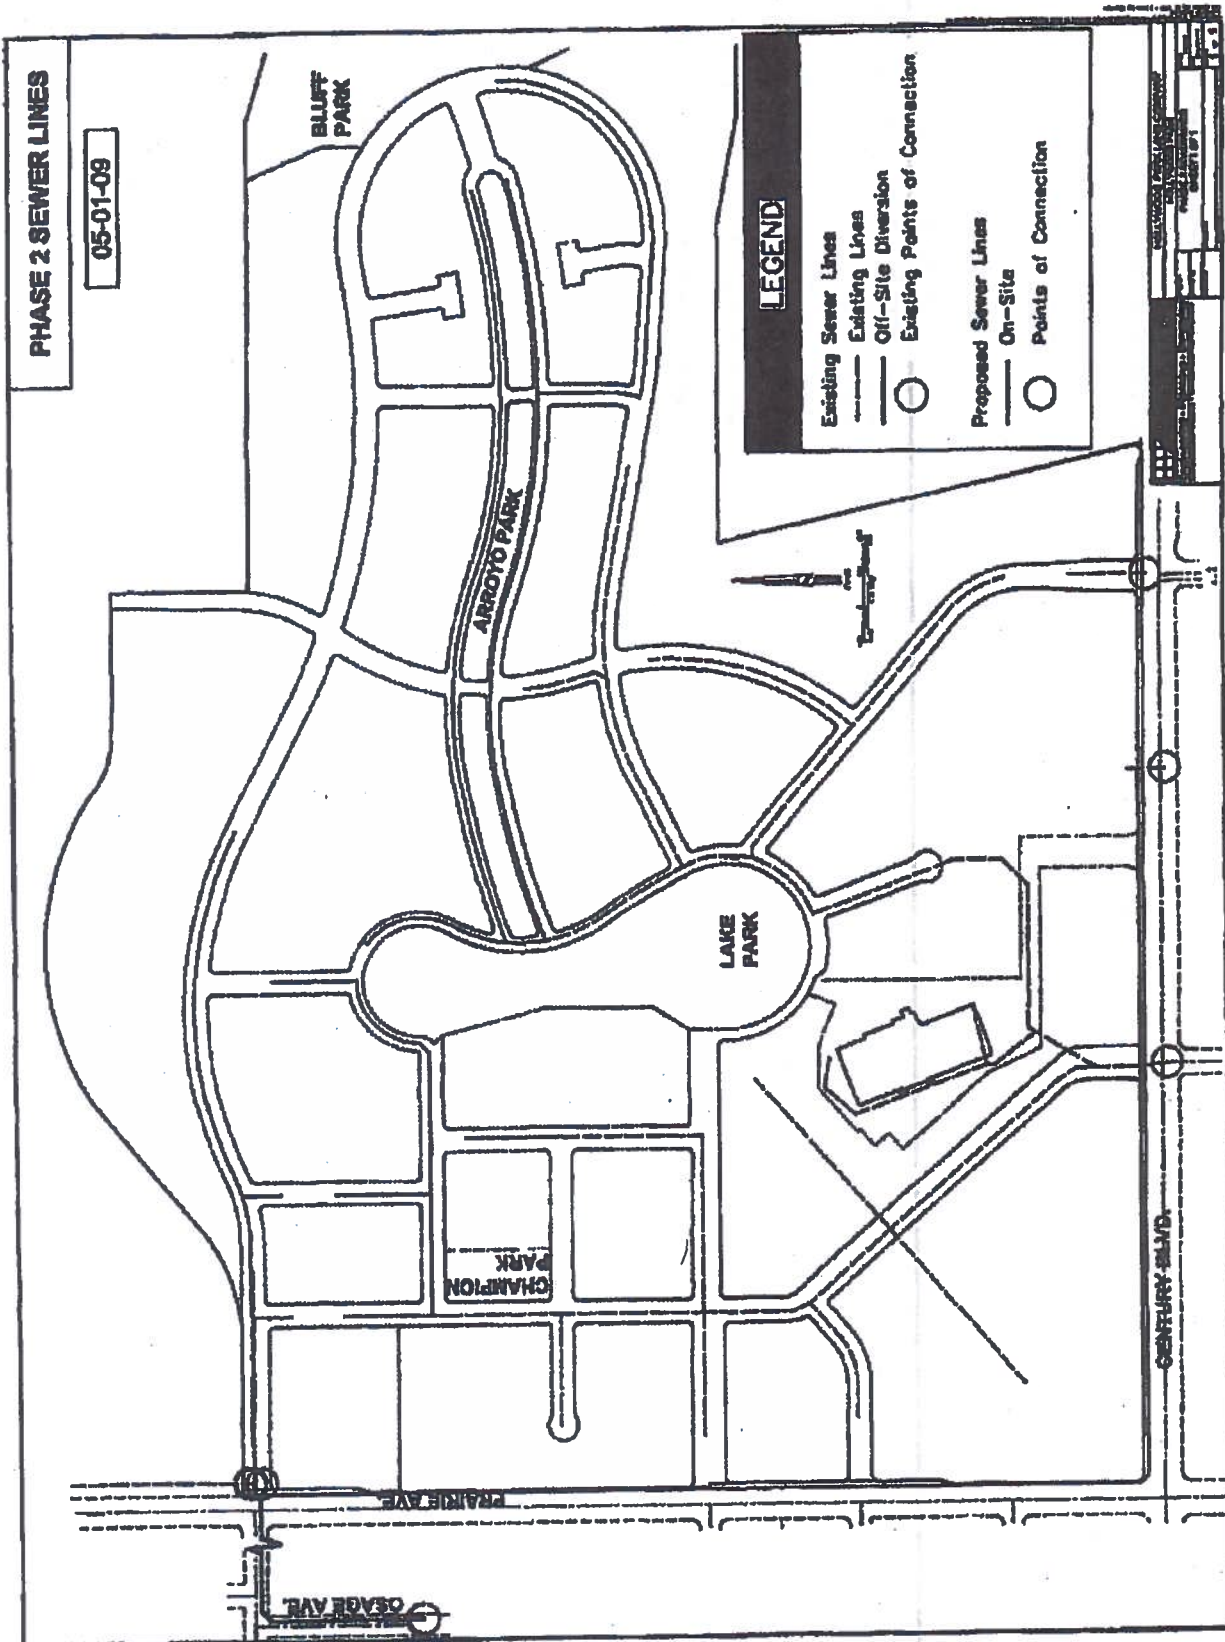 PHASE 2 SEWER LINES
05-01-09
BLUFF
PARK
ARROYO PARK
LAKE
PARK
CHAMPION
PARK
PRAIRIE AVE.
OSAGE AVE.
CENTURY BLVD.
LEGEND
Existing Sewer Lines
Existing Lines
Off-Site Diversion
Existing Points of Connection
Proposed Sewer Lines
On-Site
Points of Connection